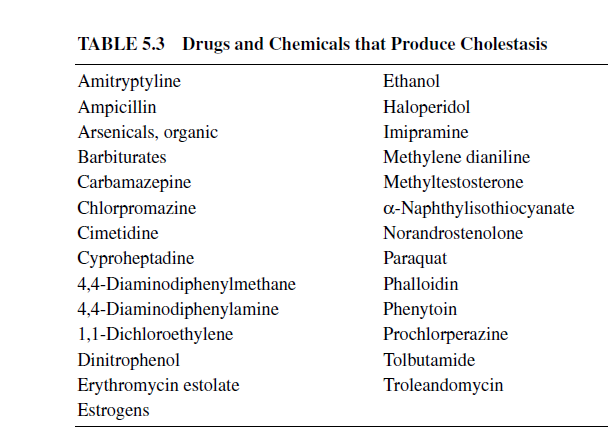 TABLE 5.3 Drugs and Chemicals that Produce Cholestasis
Amitryptyline
Ampicillin
Arsenicals, organic
Barbiturates
Carbamazepine
Chlorpromazine
Cimetidine
Cyproheptadine
4,4-Diaminodiphenylmethane
4,4-Diaminodiphenylamine
1,1-Dichloroethylene
Dinitrophenol
Erythromycin estolate
Estrogens
Ethanol
Haloperidol
Imipramine
Methylene dianiline
Methyltestosterone
α-Naphthylisothiocyanate
Norandrostenolone
Paraquat
Phalloidin
Phenytoin
Prochlorperazine
Tolbutamide
Troleandomycin